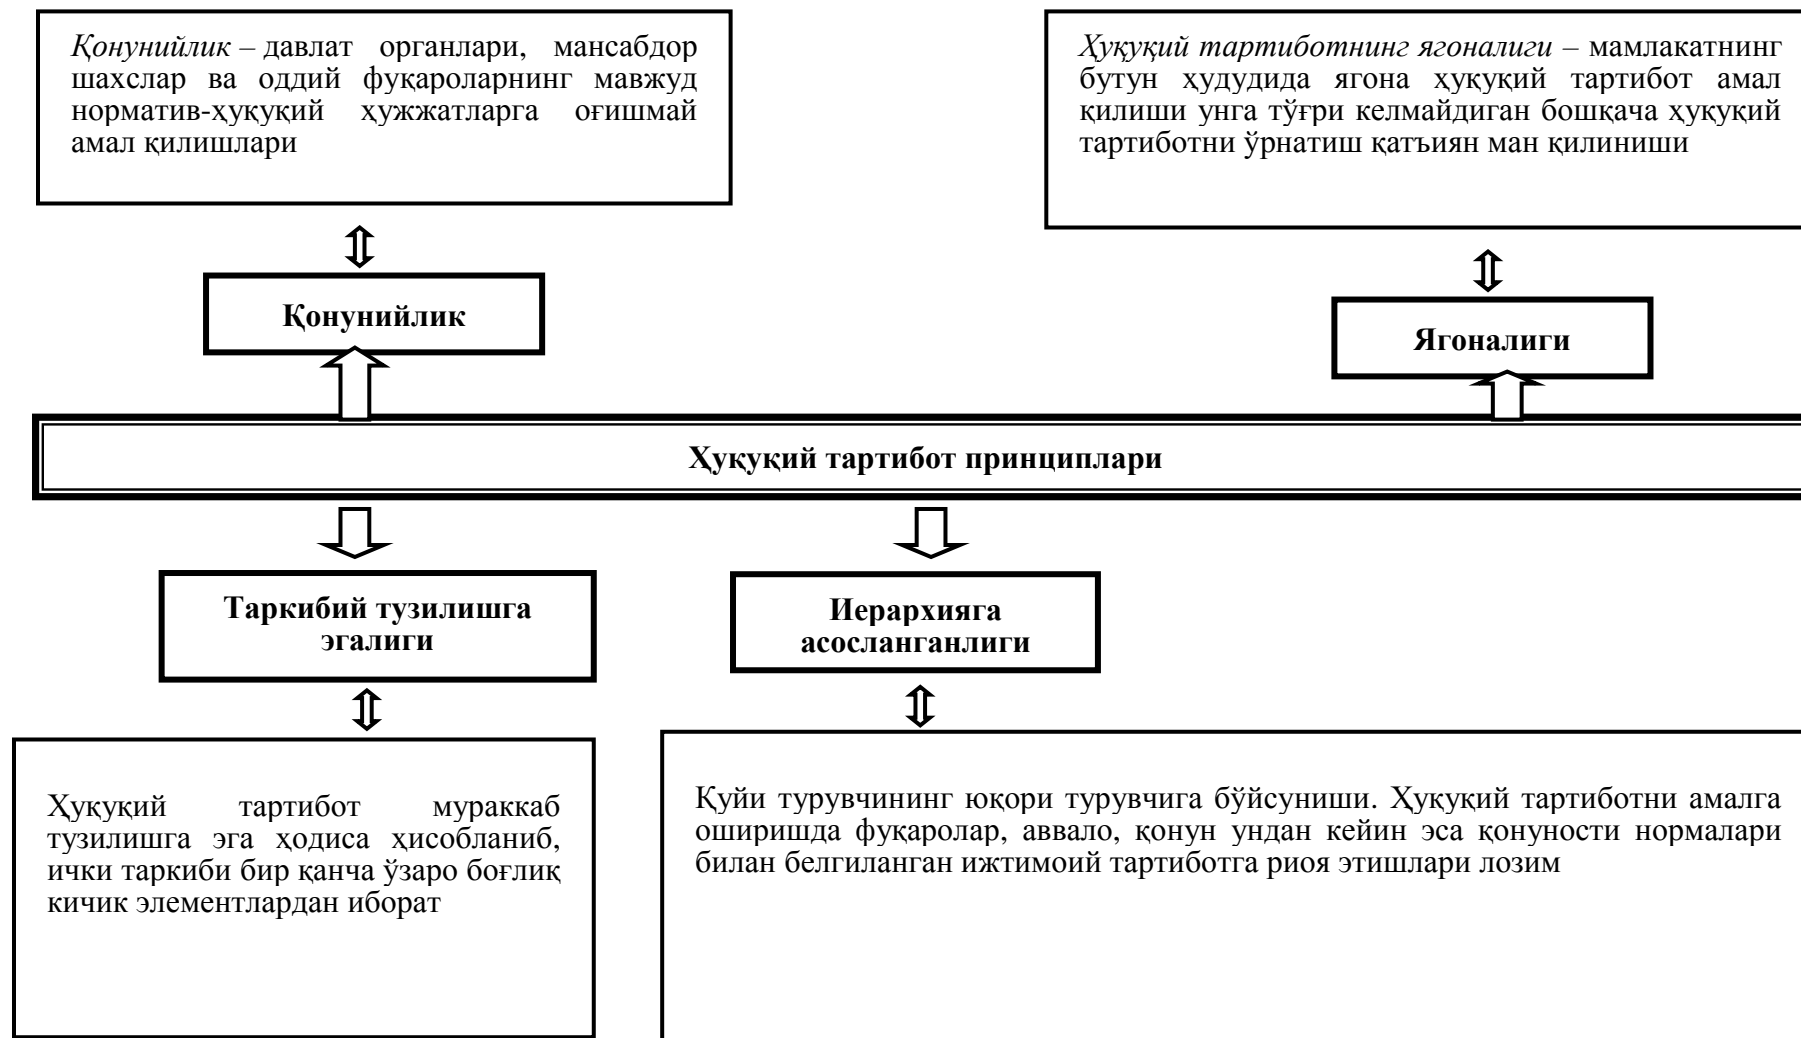 Қонунийлик – давлат органлари, мансабдор
шахслар ва оддий фуқароларнинг мавжуд
норматив-ҳуқуқий ҳужжатларга оғишмай
амал қилишлари
Ҳуқуқий тартиботнинг ягоналиги – мамлакатнинг
бутун ҳудудида ягона ҳуқуқий тартибот амал
қилиши унга тўғри келмайдиган бошқача ҳуқуқий
тартиботни ўрнатиш қатъиян ман қилиниши
Қонунийлик
Ягоналиги
Ҳуқуқий тартибот принциплари
Таркибий тузилишга
эгалиги
Иерархияга
асосланганлиги
Ҳуқуқий тартибот мураккаб
тузилишга эга ҳодиса ҳисобланиб,
ички таркиби бир қанча ўзаро боғлиқ
кичик элементлардан иборат
Қуйи турувчининг юқори турувчига бўйсуниши. Ҳуқуқий тартиботни амалга
оширишда фуқаролар, аввало, қонун ундан кейин эса қонуности нормалари
билан белгиланган ижтимоий тартиботга риоя этишлари лозим